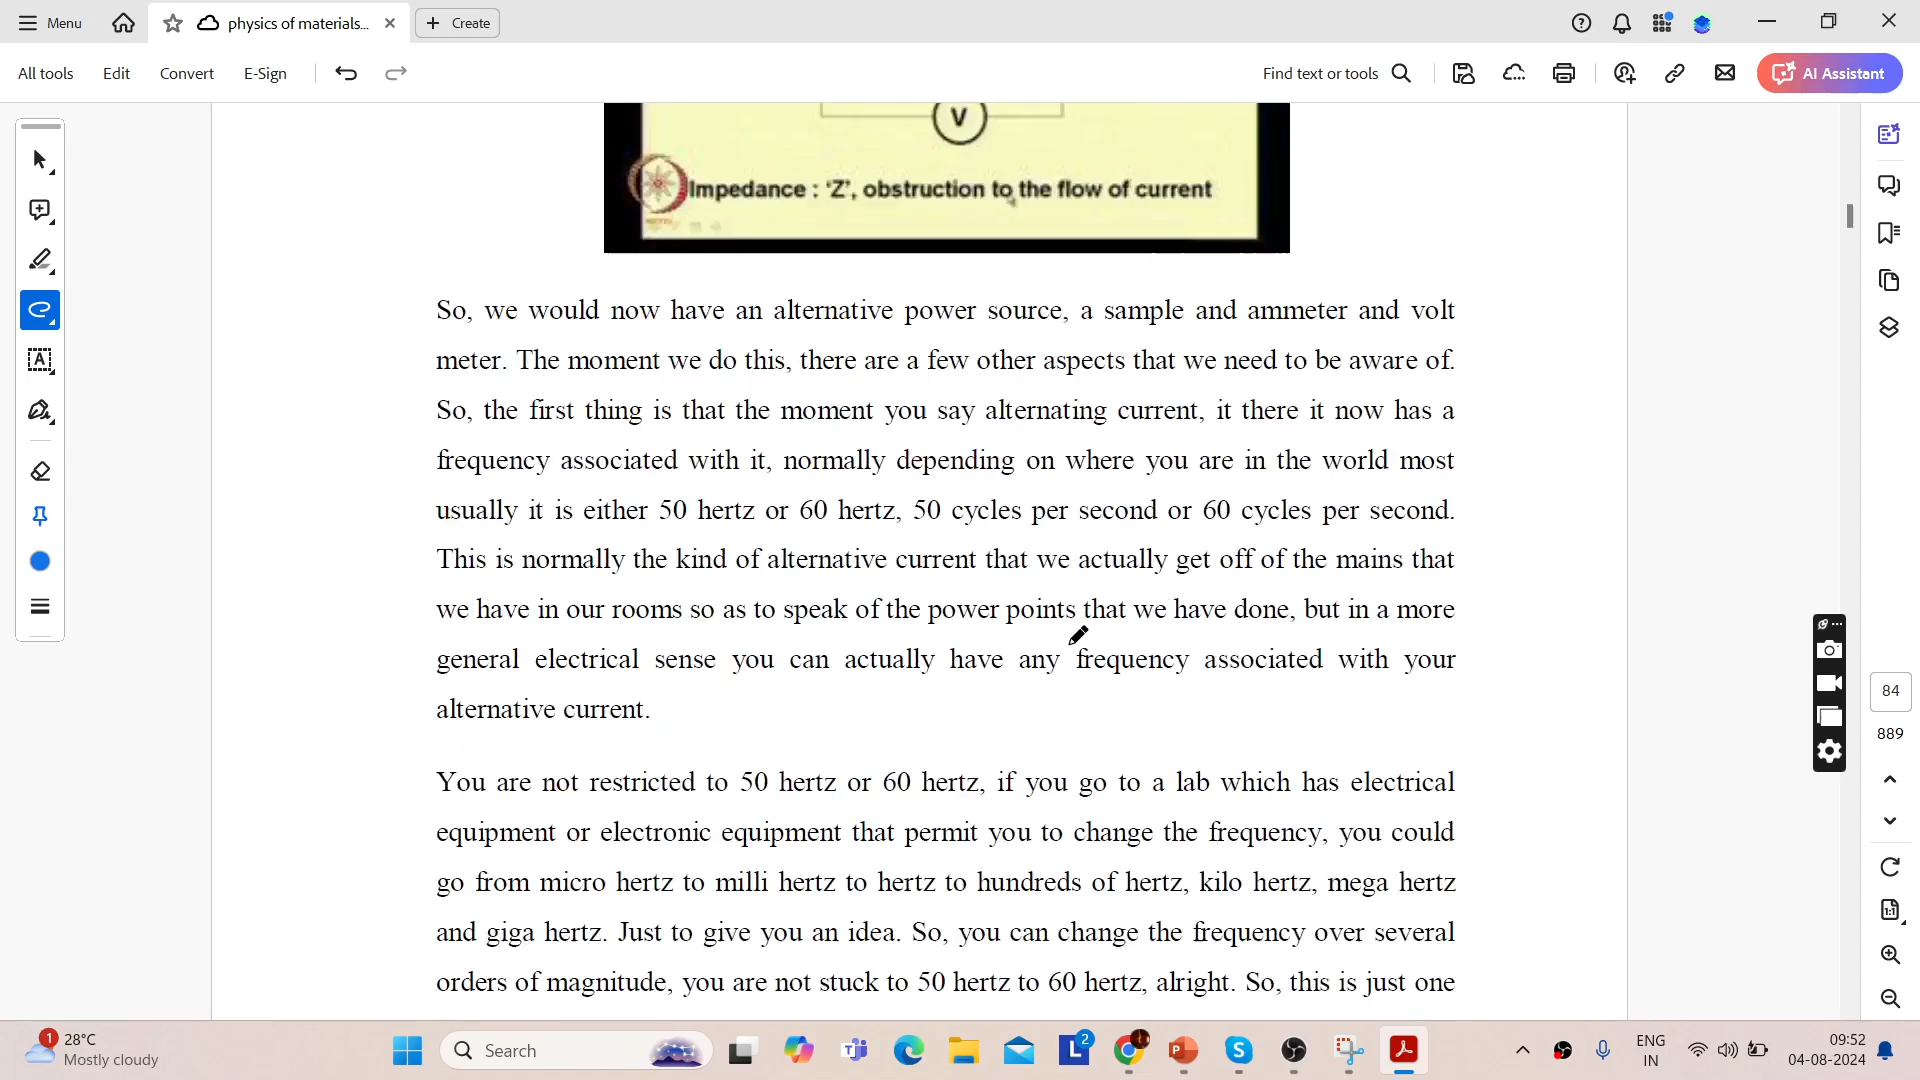 Menu
physics of materials...
Create
All tools
Edit
Convert
E-Sign
Find text or tools
AI Assistant
V
Impedance : 'Z', obstruction to the flow of current
So, we would now have an alternative power source, a sample and ammeter and volt
meter. The moment we do this, there are a few other aspects that we need to be aware of.
So, the first thing is that the moment you say alternating current, it there it now has a
frequency associated with it, normally depending on where you are in the world most
usually it is either 50 hertz or 60 hertz, 50 cycles per second or 60 cycles per second.
This is normally the kind of alternative current that we actually get off of the mains that
we have in our rooms so as to speak of the power points that we have done, but in a more
general electrical sense you can actually have any frequency associated with your
alternative current.
You are not restricted to 50 hertz or 60 hertz, if you go to a lab which has electrical
equipment or electronic equipment that permit you to change the frequency, you could
go from micro hertz to milli hertz to hertz to hundreds of hertz, kilo hertz, mega hertz
and giga hertz. Just to give you an idea. So, you can change the frequency over several
orders of magnitude, you are not stuck to 50 hertz to 60 hertz, alright. So, this is just one
84
889
1
28°C
Mostly cloudy
Search
2
ENG
IN
09:52
04-08-2024